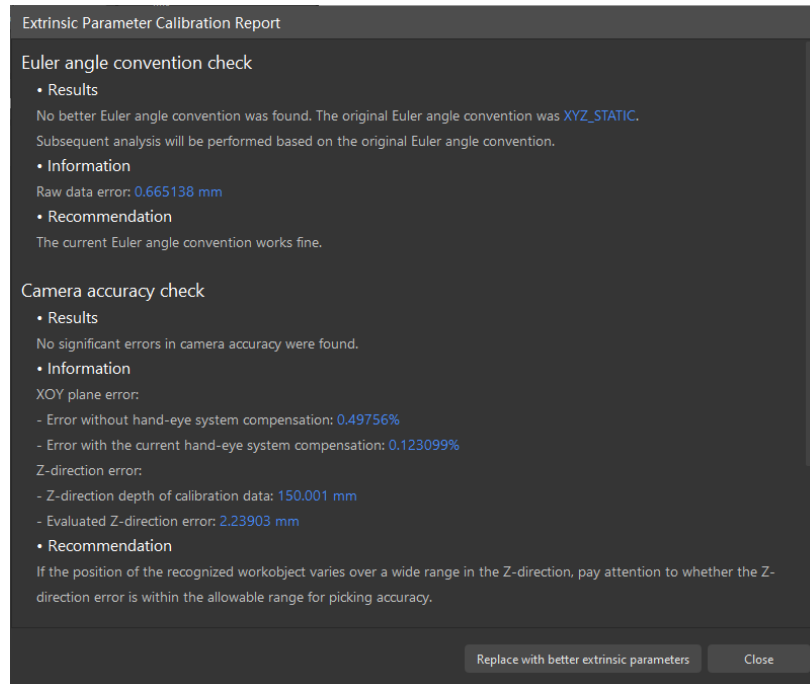 Extrinsic Parameter Calibration Report
Euler angle convention check
• Results
No better Euler angle convention was found. The original Euler angle convention was XYZ_STATIC.
Subsequent analysis will be performed based on the original Euler angle convention.
• Information
Raw data error: 0.665138 mm
• Recommendation
The current Euler angle convention works fine.
Camera accuracy check
• Results
No significant errors in camera accuracy were found.
• Information
XOY plane error:
- Error without hand-eye system compensation: 0.49756%
- Error with the current hand-eye system compensation: 0.123099%
Z-direction error:
- Z-direction depth of calibration data: 150.001 mm
- Evaluated Z-direction error: 2.23903 mm
• Recommendation
If the position of the recognized workobject varies over a wide range in the Z-direction, pay attention to whether the Z-
direction error is within the allowable range for picking accuracy.
Replace with better extrinsic parameters
Close